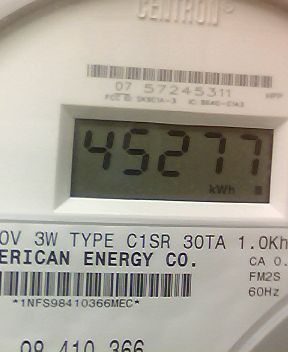 CENTRON®
07 57245311
45277
kWh
0V 3W TYPE C1SR 30TA 1.0Kh
ERICAN ENERGY CO.
CA 0.
FM2S
60Hz
*1NFS98410366MEC*
98 410 366